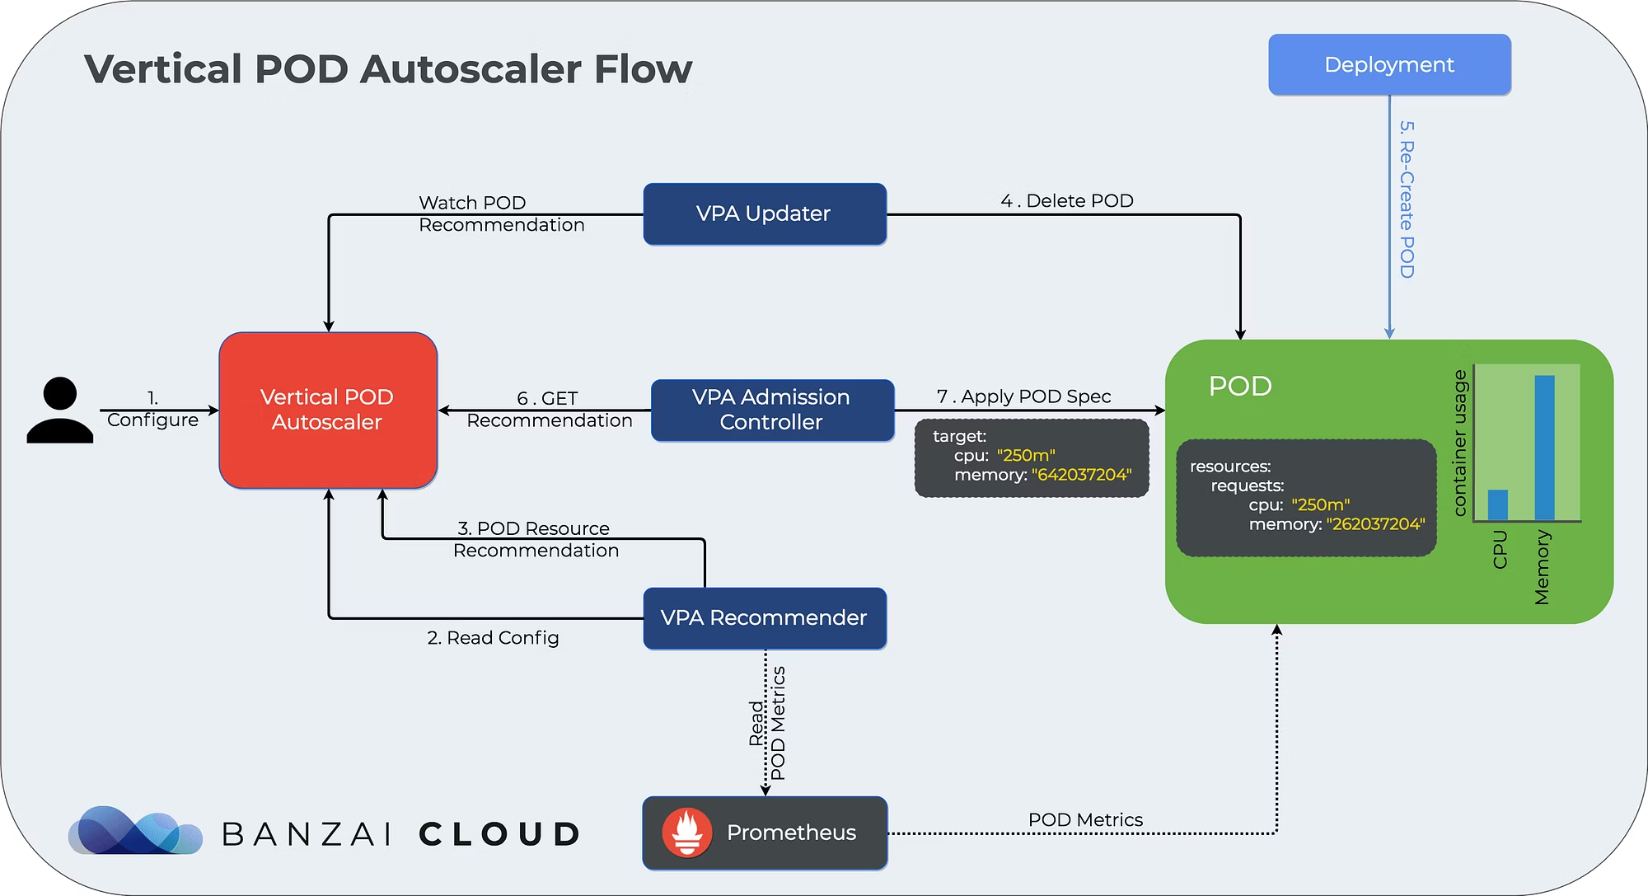 Vertical POD Autoscaler Flow
Deployment
5. Re-Create POD
Watch POD
Recommendation
VPA Updater
4 . Delete POD
1.
Configure
Vertical POD
Autoscaler
6 . GET
Recommendation
VPA Admission
Controller
7 . Apply POD Spec
target:
cpu: "250m"
memory: "642037204"
POD
resources:
requests:
cpu: "250m"
memory: "262037204"
container usage
CPU
Memory
3. POD Resource
Recommendation
VPA Recommender
2. Read Config
Read
POD Metrics
Prometheus
POD Metrics
BANZAI CLOUD